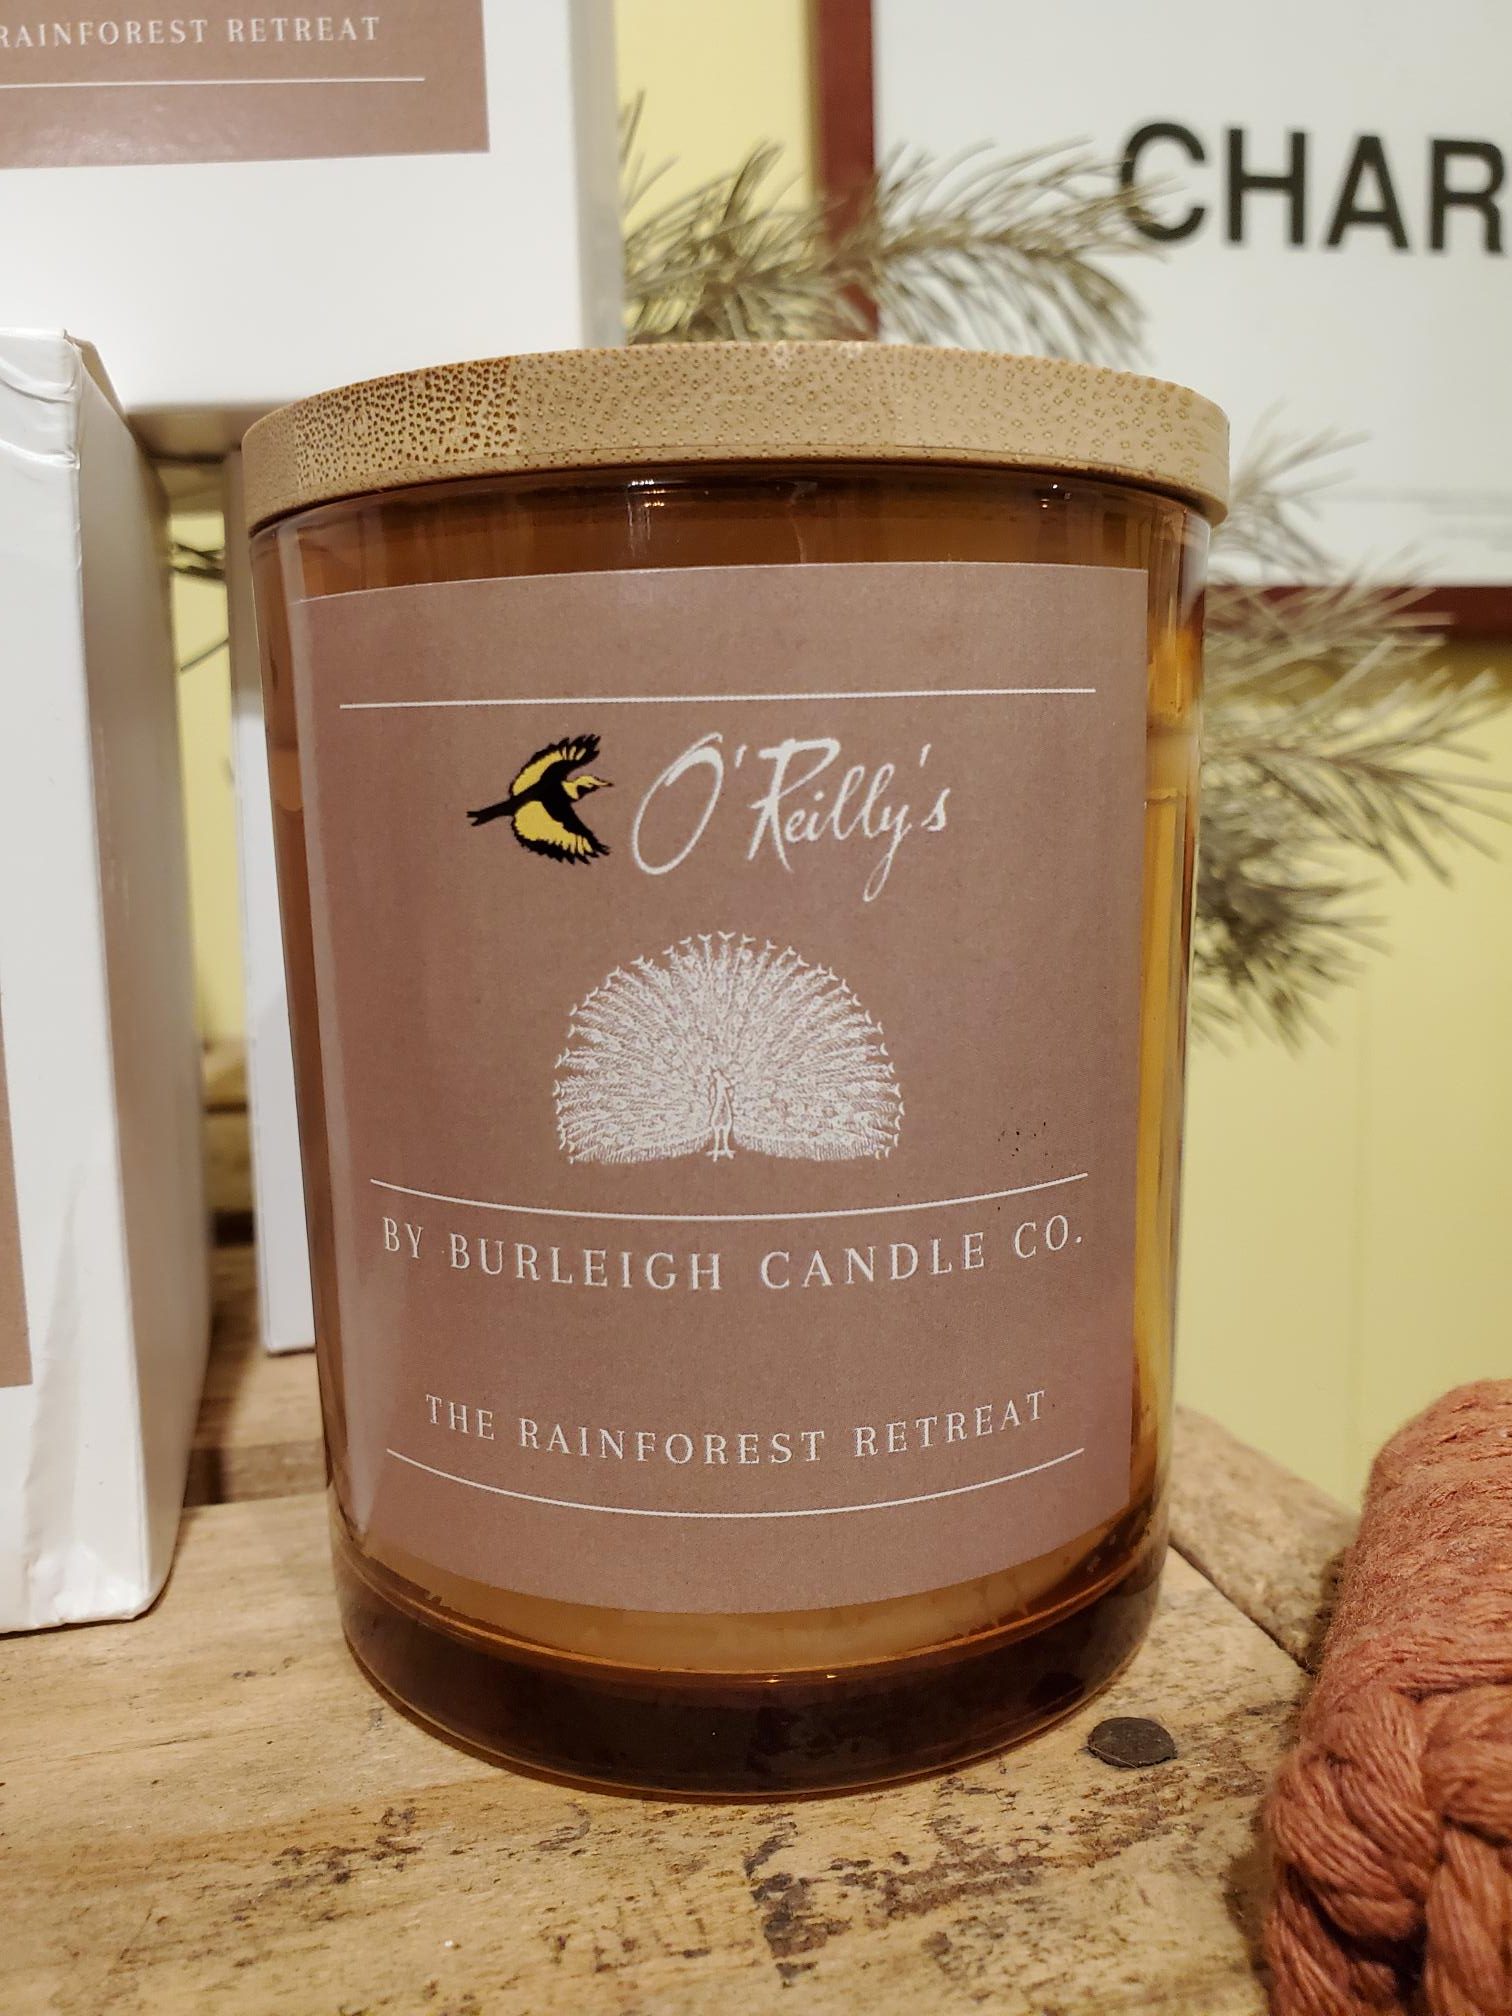 RAINFOREST RETREAT
CHAR
O'Reilly's
BY BURLEIGH CANDLE CO.
THE RAINFOREST RETREAT